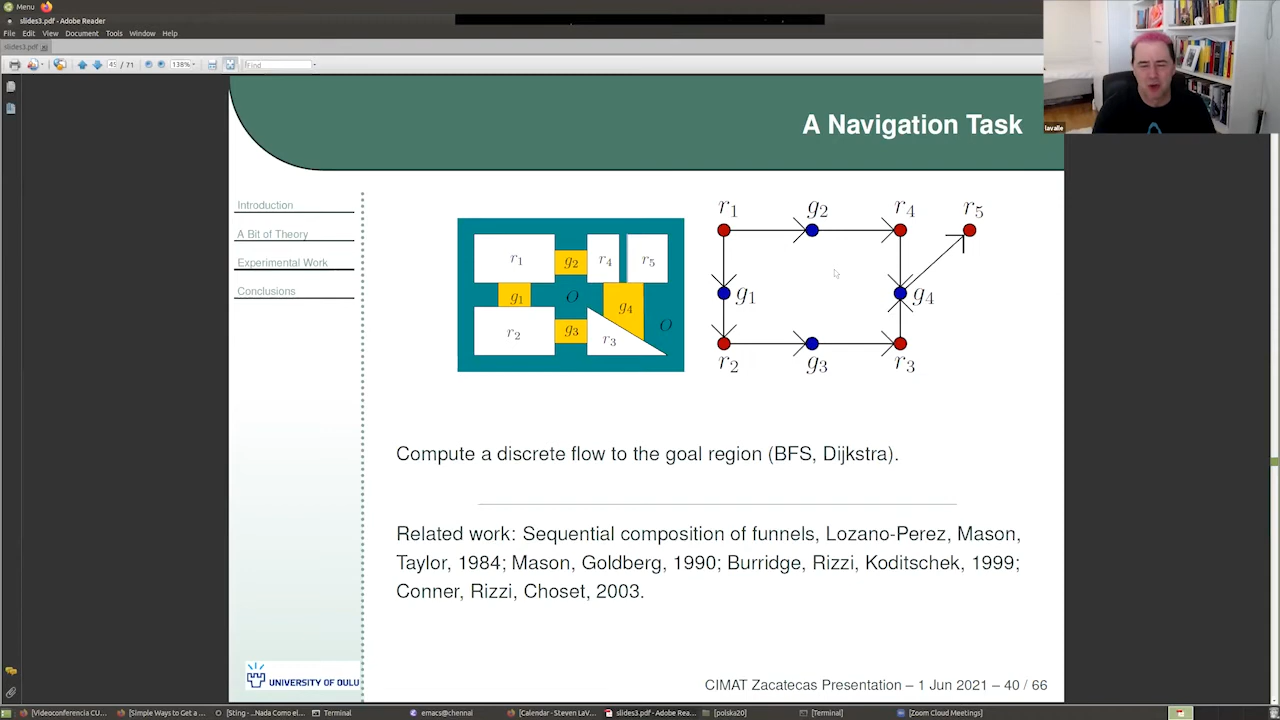 Menu
slides3.pdf - Adobe Reader
File Edit View Document Tools Window Help
slides3.pdf
45 / 71 138% Find
lavalle
A Navigation Task
Introduction
A Bit of Theory
Experimental Work
Conclusions
r1 g2 r4 r5
g1 O g4
r2 g3 r3 O
r1 g2 r4 r5
g1 g4
r2 g3 r3
Compute a discrete flow to the goal region (BFS, Dijkstra).
Related work: Sequential composition of funnels, Lozano-Perez, Mason,
Taylor, 1984; Mason, Goldberg, 1990; Burridge, Rizzi, Koditschek, 1999;
Conner, Rizzi, Choset, 2003.
UNIVERSITY OF OULU
CIMAT Zacatecas Presentation – 1 Jun 2021 – 40 / 66
[Videoconferencia CU... [Simple Ways to Get a ... [Sting - ...Nada Como el... Terminal emacs@chennai [Calendar - Steven LaV... slides3.pdf - Adobe Rea... [polska20] [Terminal] [Zoom Cloud Meetings]